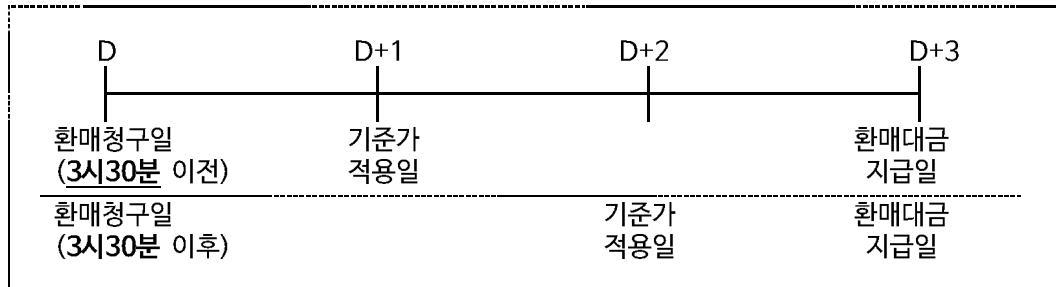 D D+1 D+2 D+3
환매청구일 기준가 환매대금
(3시30분 이전) 적용일 지급일
환매청구일 기준가 환매대금
(3시30분 이후) 적용일 지급일